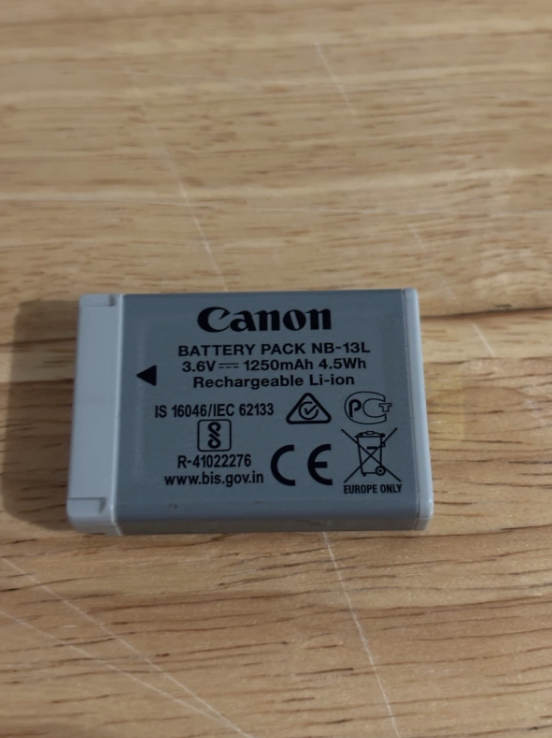 Canon
BATTERY PACK NB-13L
3.6V⎓1250mAh 4.5Wh
Rechargeable Li-ion
IS 16046/IEC 62133
R-41022276
www.bis.gov.in
CE
PCT
EUROPE ONLY